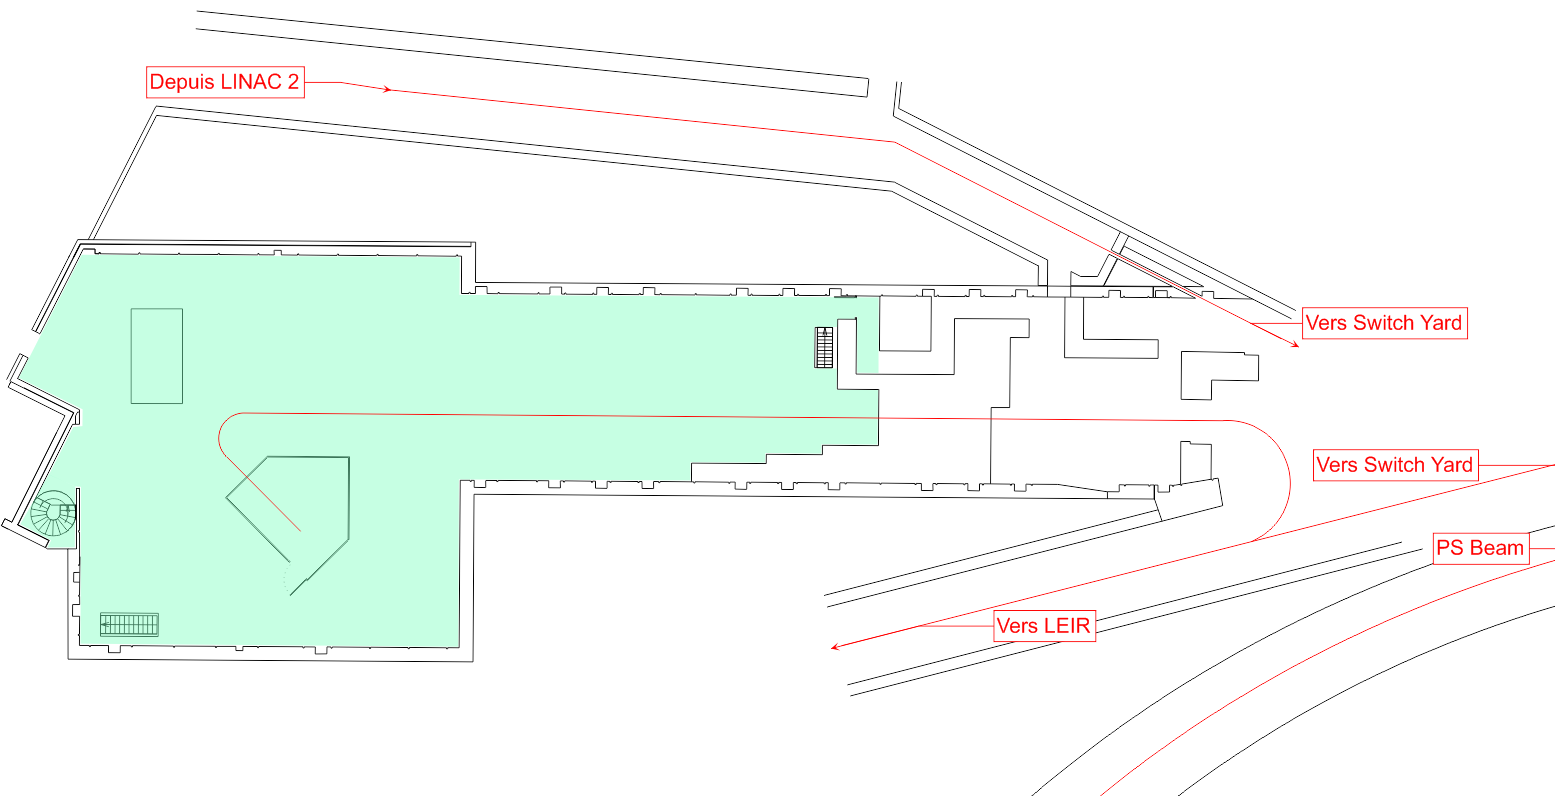 Depuis LINAC 2
Vers Switch Yard
Vers Switch Yard
PS Beam
Vers LEIR